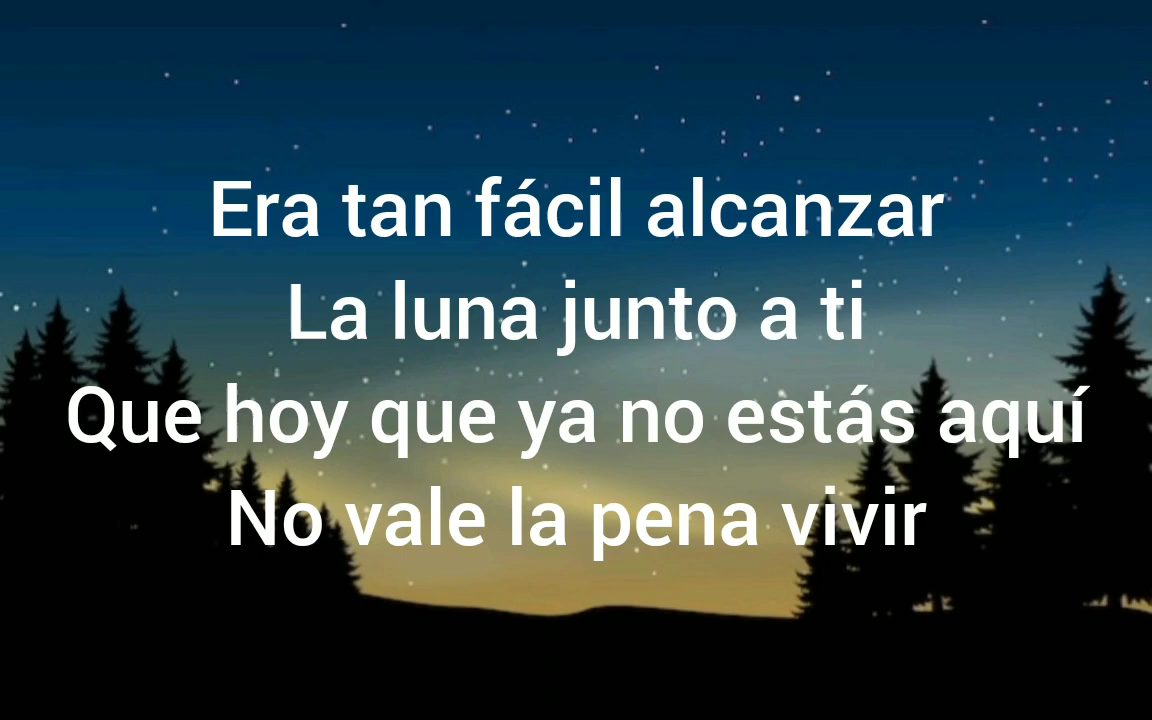 Era tan fácil alcanzar
La luna junto a ti
Que hoy que ya no estás aquí
No vale la pena vivir